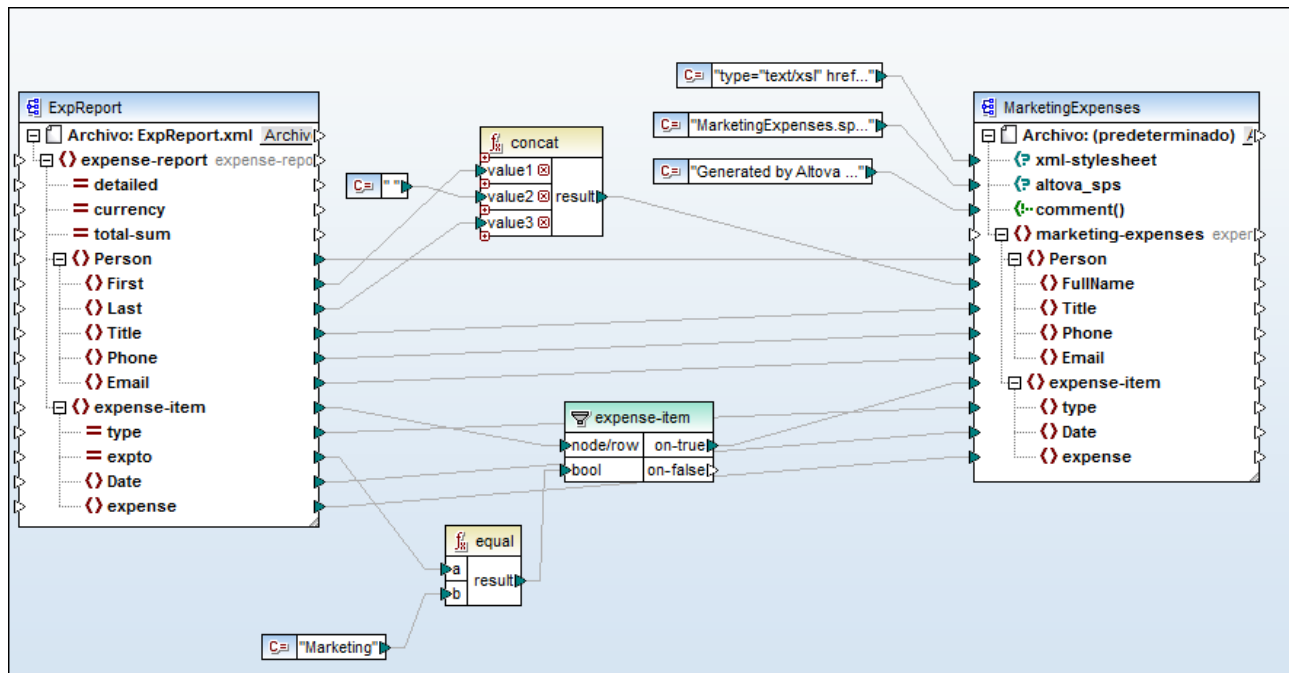 ExpReport
Archivo: ExpReport.xml Archiv
expense-report expense-repo
detailed
currency
total-sum
Person
First
Last
Title
Phone
Email
expense-item
type
expto
Date
expense
C= " "
fx concat
value1
value2 result
value3
C= "type="text/xsl" href..."
C= "MarketingExpenses.sp..."
C= "Generated by Altova ..."
expense-item
node/row on-true
bool on-false
fx equal
a
result
b
C= "Marketing"
MarketingExpenses
Archivo: (predeterminado) A
xml-stylesheet
altova_sps
comment()
marketing-expenses exper
Person
FullName
Title
Phone
Email
expense-item
type
Date
expense